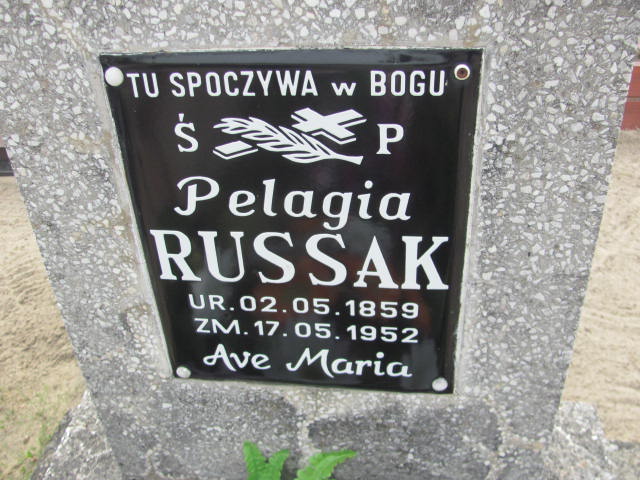 TU SPOCZYWA w BOGU
Ś P
Pelagia
RUSSAK
UR. 02.05.1859
ZM. 17.05.1952
Ave Maria